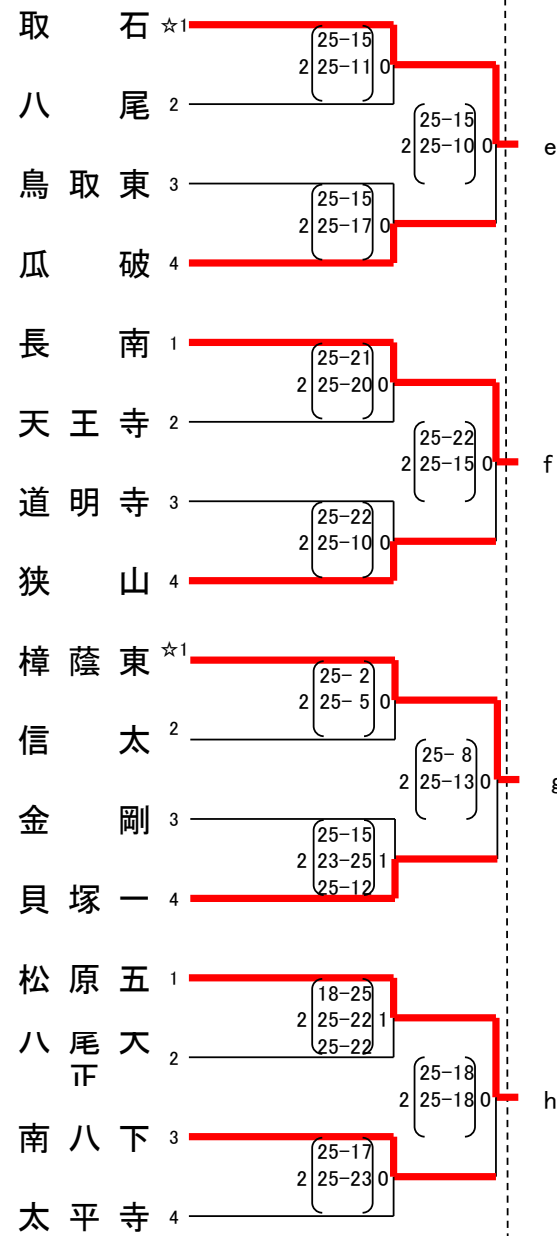 取石 ☆1
25-15
2 25-11 0
八尾 2
25-15
2 25-10 0 e
鳥取東 3
25-15
2 25-17 0
瓜破 4
長南 1
25-21
2 25-20 0
天王寺 2
25-22
2 25-15 0 f
道明寺 3
25-22
2 25-10 0
狭山 4
樟蔭東 ☆1
25- 2
2 25- 5 0
信太 2
25- 8
2 25-13 0 g
金剛 3
25-15
2 23-25 1
25-12
貝塚一 4
松原五 1
18-25
2 25-22 1
25-22
八尾大正 2
25-18
2 25-18 0 h
南八下 3
25-17
2 25-23 0
太平寺 4